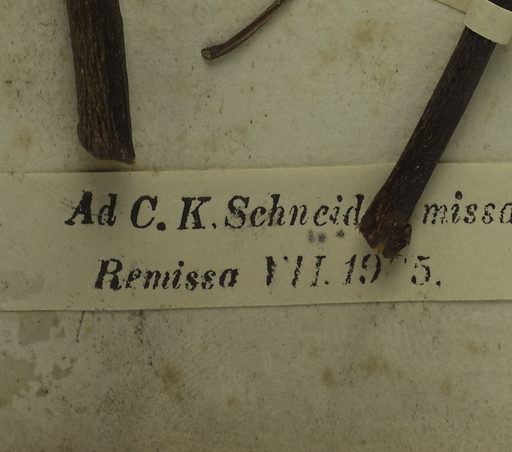 Ad C. K. Schneid missa
Remissa VII. 19 5.